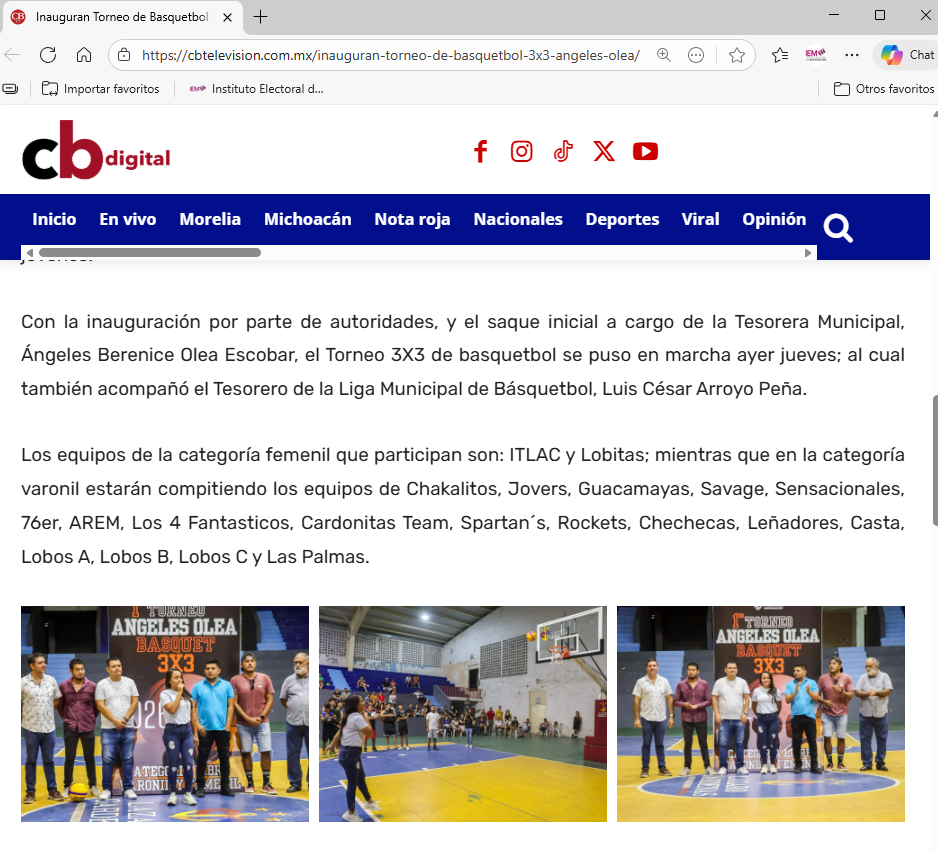 Inauguran Torneo de Basquetbol
https://cbtelevision.com.mx/inauguran-torneo-de-basquetbol-3x3-angeles-olea/
IEM
Chat
Importar favoritos
IEM
Instituto Electoral d...
Otros favoritos
cb digital
Inicio
En vivo
Morelia
Michoacán
Nota roja
Nacionales
Deportes
Viral
Opinión
Con la inauguración por parte de autoridades, y el saque inicial a cargo de la Tesorera Municipal,
Ángeles Berenice Olea Escobar, el Torneo 3X3 de basquetbol se puso en marcha ayer jueves; al cual
también acompañó el Tesorero de la Liga Municipal de Básquetbol, Luis César Arroyo Peña.
Los equipos de la categoría femenil que participan son: ITLAC y Lobitas; mientras que en la categoría
varonil estarán compitiendo los equipos de Chakalitos, Jovers, Guacamayas, Savage, Sensacionales,
76er, AREM, Los 4 Fantasticos, Cardonitas Team, Spartan´s, Rockets, Chechecas, Leñadores, Casta,
Lobos A, Lobos B, Lobos C y Las Palmas.
1° TORNEO
ANGELES OLEA
BASQUET
3X3
1° TORNEO
ANGELES OLEA
BASQUET
3X3